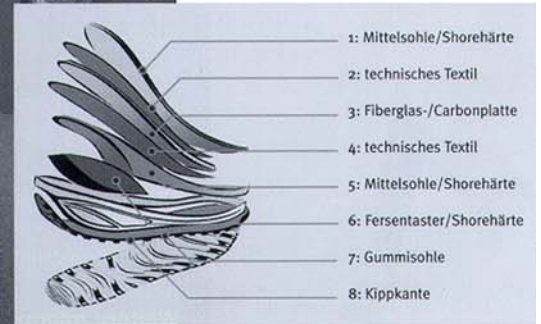 1: Mittelsohle/Shorehärte
2: technisches Textil
3: Fiberglas-/Carbonplatte
4: technisches Textil
5: Mittelsohle/Shorehärte
6: Fersentaster/Shorehärte
7: Gummisohle
8: Kippkante